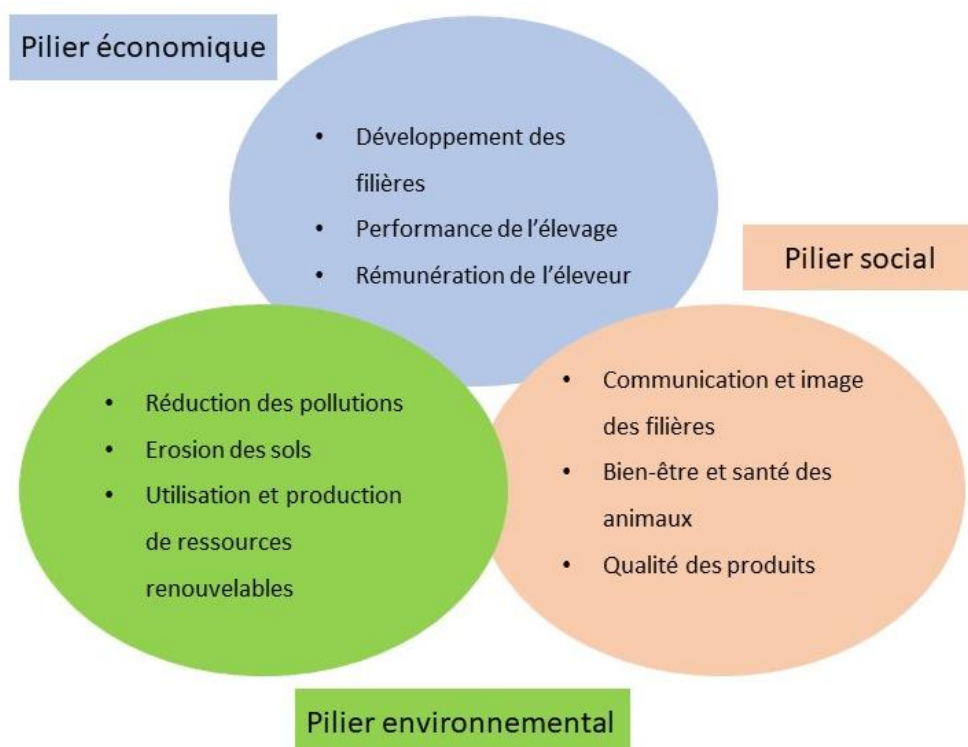 Pilier économique
• Développement des
filières
• Performance de l’élevage
• Rémunération de l’éleveur
Pilier social
• Communication et image
des filières
• Bien-être et santé des
animaux
• Qualité des produits
• Réduction des pollutions
• Erosion des sols
• Utilisation et production
de ressources
renouvelables
Pilier environnemental